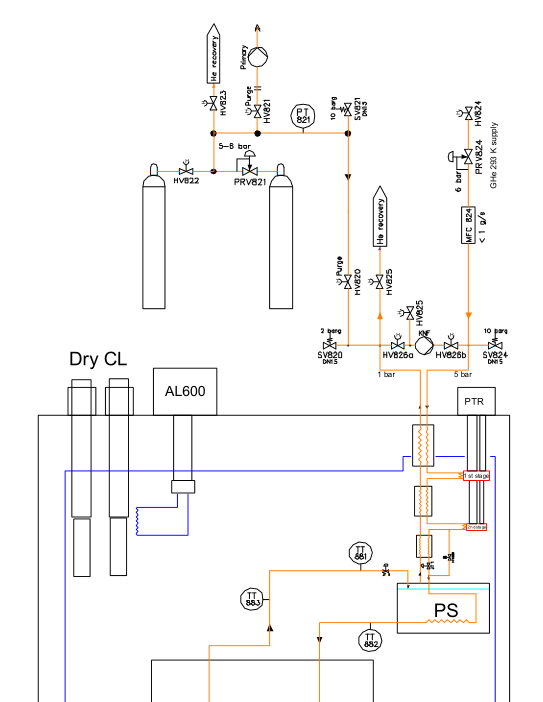 He recovery
Primary
HV823
Purge
HV821
PT
821
10 barg
SV821
DN15
HV824
PRV824
6 bar
GHe 293 K supply
5-8 bar
HV822
PRV821
MFC 824
< 1 g/s
He recovery
Purge
HV820
HV825
HV825
2 barg
SV820
DN15
HV826a
KNF
HV826b
10 barg
SV824
DN15
1 bar
5 bar
Dry CL
AL600
PTR
1st stage
2nd stage
TT
881
TT
883
PS
TT
882